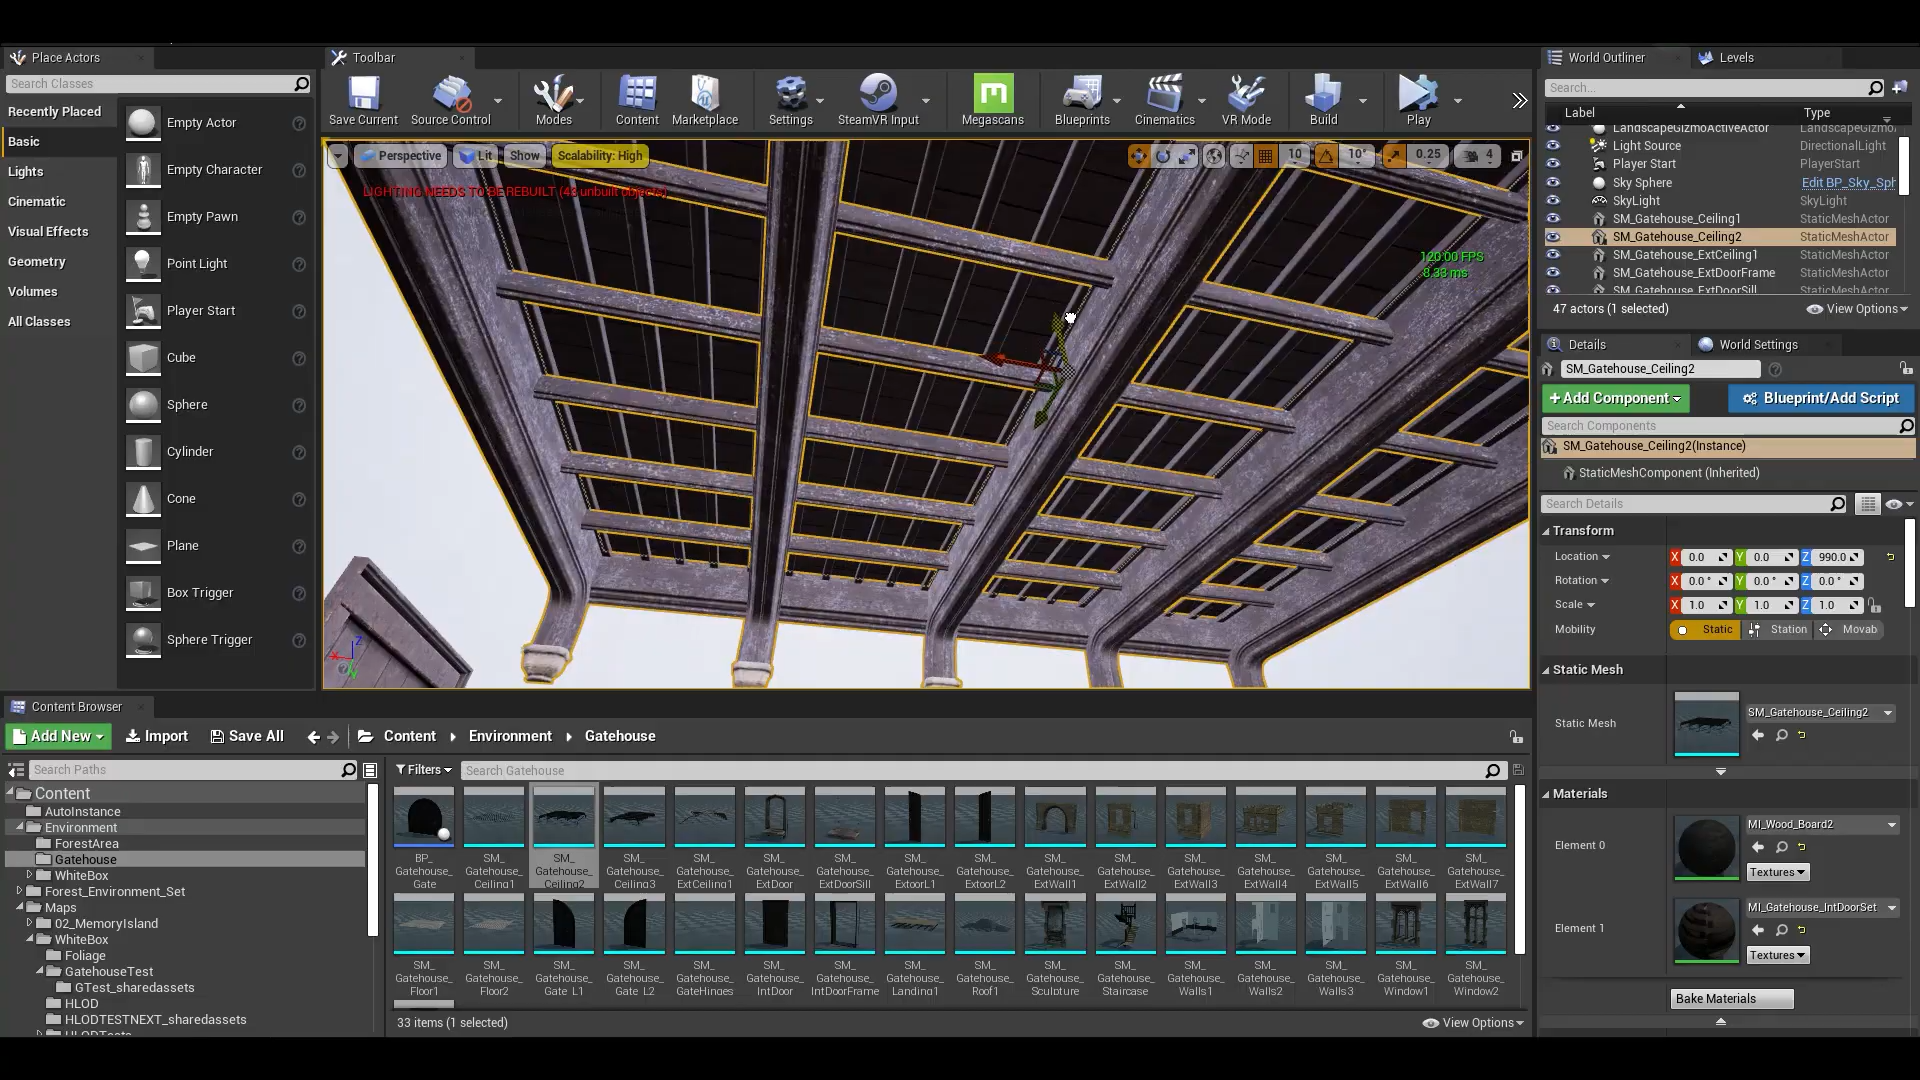 Place Actors
Toolbar
World Outliner
Levels
Search Classes
Search...
Recently Placed
Basic
Lights
Cinematic
Visual Effects
Geometry
Volumes
All Classes
Empty Actor
Empty Character
Empty Pawn
Point Light
Player Start
Cube
Sphere
Cylinder
Cone
Plane
Box Trigger
Sphere Trigger
Save Current
Source Control
Modes
Content
Marketplace
Settings
SteamVR Input
Megascans
Blueprints
Cinematics
VR Mode
Build
Play
Perspective
Lit
Show
Scalability: High
10
10°
0.25
4
LIGHTING NEEDS TO BE REBUILT (43 unbuilt objects)
120.00 FPS
8.33 ms
Label
Type
LandscapeGizmoActiveActor
LandscapeGizmo
Light Source
DirectionalLight
Player Start
PlayerStart
Sky Sphere
Edit BP_Sky_Sph
SkyLight
SkyLight
SM_Gatehouse_Ceiling1
StaticMeshActor
SM_Gatehouse_Ceiling2
StaticMeshActor
SM_Gatehouse_ExtCeiling1
StaticMeshActor
SM_Gatehouse_ExtDoorFrame
StaticMeshActor
SM_Gatehouse_ExtDoorSill
StaticMeshActor
47 actors (1 selected)
View Options
Details
World Settings
SM_Gatehouse_Ceiling2
+Add Component
Blueprint/Add Script
Search Components
SM_Gatehouse_Ceiling2(Instance)
StaticMeshComponent (Inherited)
Search Details
Transform
Location
X 0.0
Y 0.0
Z 990.0
Rotation
X 0.0 °
Y 0.0 °
Z 0.0 °
Scale
X 1.0
Y 1.0
Z 1.0
Mobility
Static
Station
Movab
Static Mesh
Static Mesh
SM_Gatehouse_Ceiling2
Materials
Element 0
MI_Wood_Board2
Textures
Element 1
MI_Gatehouse_IntDoorSet
Textures
Bake Materials
Content Browser
Add New
Import
Save All
Content
Environment
Gatehouse
Search Paths
Filters
Search Gatehouse
Content
AutoInstance
Environment
ForestArea
Gatehouse
WhiteBox
Forest_Environment_Set
Maps
02_MemoryIsland
WhiteBox
Foliage
GatehouseTest
GTest_sharedassets
HLOD
HLODTESTNEXT_sharedassets
HLODTests
BP_ Gatehouse_ Gate
SM_ Gatehouse_ Ceiling1
SM_ Gatehouse_ Ceiling2
SM_ Gatehouse_ Ceiling3
SM_ Gatehouse_ ExtCeiling1
SM_ Gatehouse_ ExtDoor
SM_ Gatehouse_ ExtDoorSill
SM_ Gatehouse_ ExtoorL1
SM_ Gatehouse_ ExtoorL2
SM_ Gatehouse_ ExtWall1
SM_ Gatehouse_ ExtWall2
SM_ Gatehouse_ ExtWall3
SM_ Gatehouse_ ExtWall4
SM_ Gatehouse_ ExtWall5
SM_ Gatehouse_ ExtWall6
SM_ Gatehouse_ ExtWall7
SM_ Gatehouse_ Floor1
SM_ Gatehouse_ Floor2
SM_ Gatehouse_ Gate_L1
SM_ Gatehouse_ Gate_L2
SM_ Gatehouse_ GateHinges
SM_ Gatehouse_ IntDoor
SM_ Gatehouse_ IntDoorFrame
SM_ Gatehouse_ Landing1
SM_ Gatehouse_ Roof1
SM_ Gatehouse_ Sculpture
SM_ Gatehouse_ Staircase
SM_ Gatehouse_ Walls1
SM_ Gatehouse_ Walls2
SM_ Gatehouse_ Walls3
SM_ Gatehouse_ Window1
SM_ Gatehouse_ Window2
33 items (1 selected)
View Options